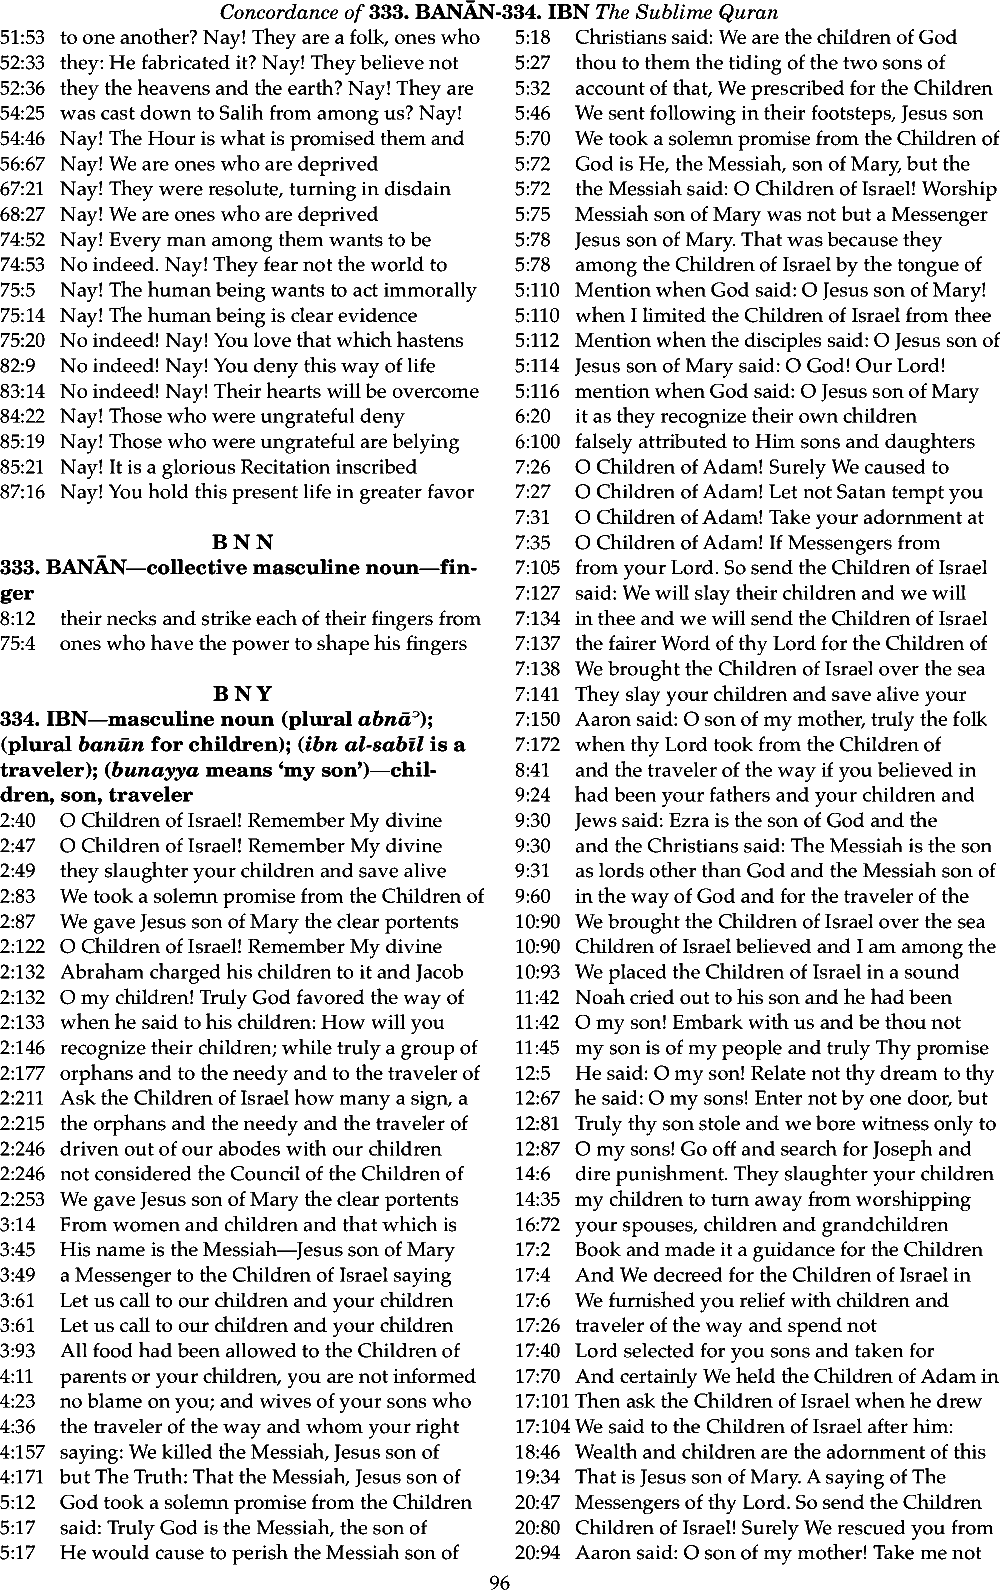 Concordance of 333. BANĀN-334. IBN The Sublime Quran
51:53 to one another? Nay! They are a folk, ones who
52:33 they: He fabricated it? Nay! They believe not
52:36 they the heavens and the earth? Nay! They are
54:25 was cast down to Salih from among us? Nay!
54:46 Nay! The Hour is what is promised them and
56:67 Nay! We are ones who are deprived
67:21 Nay! They were resolute, turning in disdain
68:27 Nay! We are ones who are deprived
74:52 Nay! Every man among them wants to be
74:53 No indeed. Nay! They fear not the world to
75:5 Nay! The human being wants to act immorally
75:14 Nay! The human being is clear evidence
75:20 No indeed! Nay! You love that which hastens
82:9 No indeed! Nay! You deny this way of life
83:14 No indeed! Nay! Their hearts will be overcome
84:22 Nay! Those who were ungrateful deny
85:19 Nay! Those who were ungrateful are belying
85:21 Nay! It is a glorious Recitation inscribed
87:16 Nay! You hold this present life in greater favor
B N N
333. BANĀN—collective masculine noun—fin-
ger
8:12 their necks and strike each of their fingers from
75:4 ones who have the power to shape his fingers
B N Y
334. IBN—masculine noun (plural abnāʾ);
(plural banūn for children); (ibn al-sabīl is a
traveler); (bunayya means ‘my son’)—chil-
dren, son, traveler
2:40 O Children of Israel! Remember My divine
2:47 O Children of Israel! Remember My divine
2:49 they slaughter your children and save alive
2:83 We took a solemn promise from the Children of
2:87 We gave Jesus son of Mary the clear portents
2:122 O Children of Israel! Remember My divine
2:132 Abraham charged his children to it and Jacob
2:132 O my children! Truly God favored the way of
2:133 when he said to his children: How will you
2:146 recognize their children; while truly a group of
2:177 orphans and to the needy and to the traveler of
2:211 Ask the Children of Israel how many a sign, a
2:215 the orphans and the needy and the traveler of
2:246 driven out of our abodes with our children
2:246 not considered the Council of the Children of
2:253 We gave Jesus son of Mary the clear portents
3:14 From women and children and that which is
3:45 His name is the Messiah—Jesus son of Mary
3:49 a Messenger to the Children of Israel saying
3:61 Let us call to our children and your children
3:61 Let us call to our children and your children
3:93 All food had been allowed to the Children of
4:11 parents or your children, you are not informed
4:23 no blame on you; and wives of your sons who
4:36 the traveler of the way and whom your right
4:157 saying: We killed the Messiah, Jesus son of
4:171 but The Truth: That the Messiah, Jesus son of
5:12 God took a solemn promise from the Children
5:17 said: Truly God is the Messiah, the son of
5:17 He would cause to perish the Messiah son of
5:18 Christians said: We are the children of God
5:27 thou to them the tiding of the two sons of
5:32 account of that, We prescribed for the Children
5:46 We sent following in their footsteps, Jesus son
5:70 We took a solemn promise from the Children of
5:72 God is He, the Messiah, son of Mary, but the
5:72 the Messiah said: O Children of Israel! Worship
5:75 Messiah son of Mary was not but a Messenger
5:78 Jesus son of Mary. That was because they
5:78 among the Children of Israel by the tongue of
5:110 Mention when God said: O Jesus son of Mary!
5:110 when I limited the Children of Israel from thee
5:112 Mention when the disciples said: O Jesus son of
5:114 Jesus son of Mary said: O God! Our Lord!
5:116 mention when God said: O Jesus son of Mary
6:20 it as they recognize their own children
6:100 falsely attributed to Him sons and daughters
7:26 O Children of Adam! Surely We caused to
7:27 O Children of Adam! Let not Satan tempt you
7:31 O Children of Adam! Take your adornment at
7:35 O Children of Adam! If Messengers from
7:105 from your Lord. So send the Children of Israel
7:127 said: We will slay their children and we will
7:134 in thee and we will send the Children of Israel
7:137 the fairer Word of thy Lord for the Children of
7:138 We brought the Children of Israel over the sea
7:141 They slay your children and save alive your
7:150 Aaron said: O son of my mother, truly the folk
7:172 when thy Lord took from the Children of
8:41 and the traveler of the way if you believed in
9:24 had been your fathers and your children and
9:30 Jews said: Ezra is the son of God and the
9:30 and the Christians said: The Messiah is the son
9:31 as lords other than God and the Messiah son of
9:60 in the way of God and for the traveler of the
10:90 We brought the Children of Israel over the sea
10:90 Children of Israel believed and I am among the
10:93 We placed the Children of Israel in a sound
11:42 Noah cried out to his son and he had been
11:42 O my son! Embark with us and be thou not
11:45 my son is of my people and truly Thy promise
12:5 He said: O my son! Relate not thy dream to thy
12:67 he said: O my sons! Enter not by one door, but
12:81 Truly thy son stole and we bore witness only to
12:87 O my sons! Go off and search for Joseph and
14:6 dire punishment. They slaughter your children
14:35 my children to turn away from worshipping
16:72 your spouses, children and grandchildren
17:2 Book and made it a guidance for the Children
17:4 And We decreed for the Children of Israel in
17:6 We furnished you relief with children and
17:26 traveler of the way and spend not
17:40 Lord selected for you sons and taken for
17:70 And certainly We held the Children of Adam in
17:101 Then ask the Children of Israel when he drew
17:104 We said to the Children of Israel after him:
18:46 Wealth and children are the adornment of this
19:34 That is Jesus son of Mary. A saying of The
20:47 Messengers of thy Lord. So send the Children
20:80 Children of Israel! Surely We rescued you from
20:94 Aaron said: O son of my mother! Take me not
96